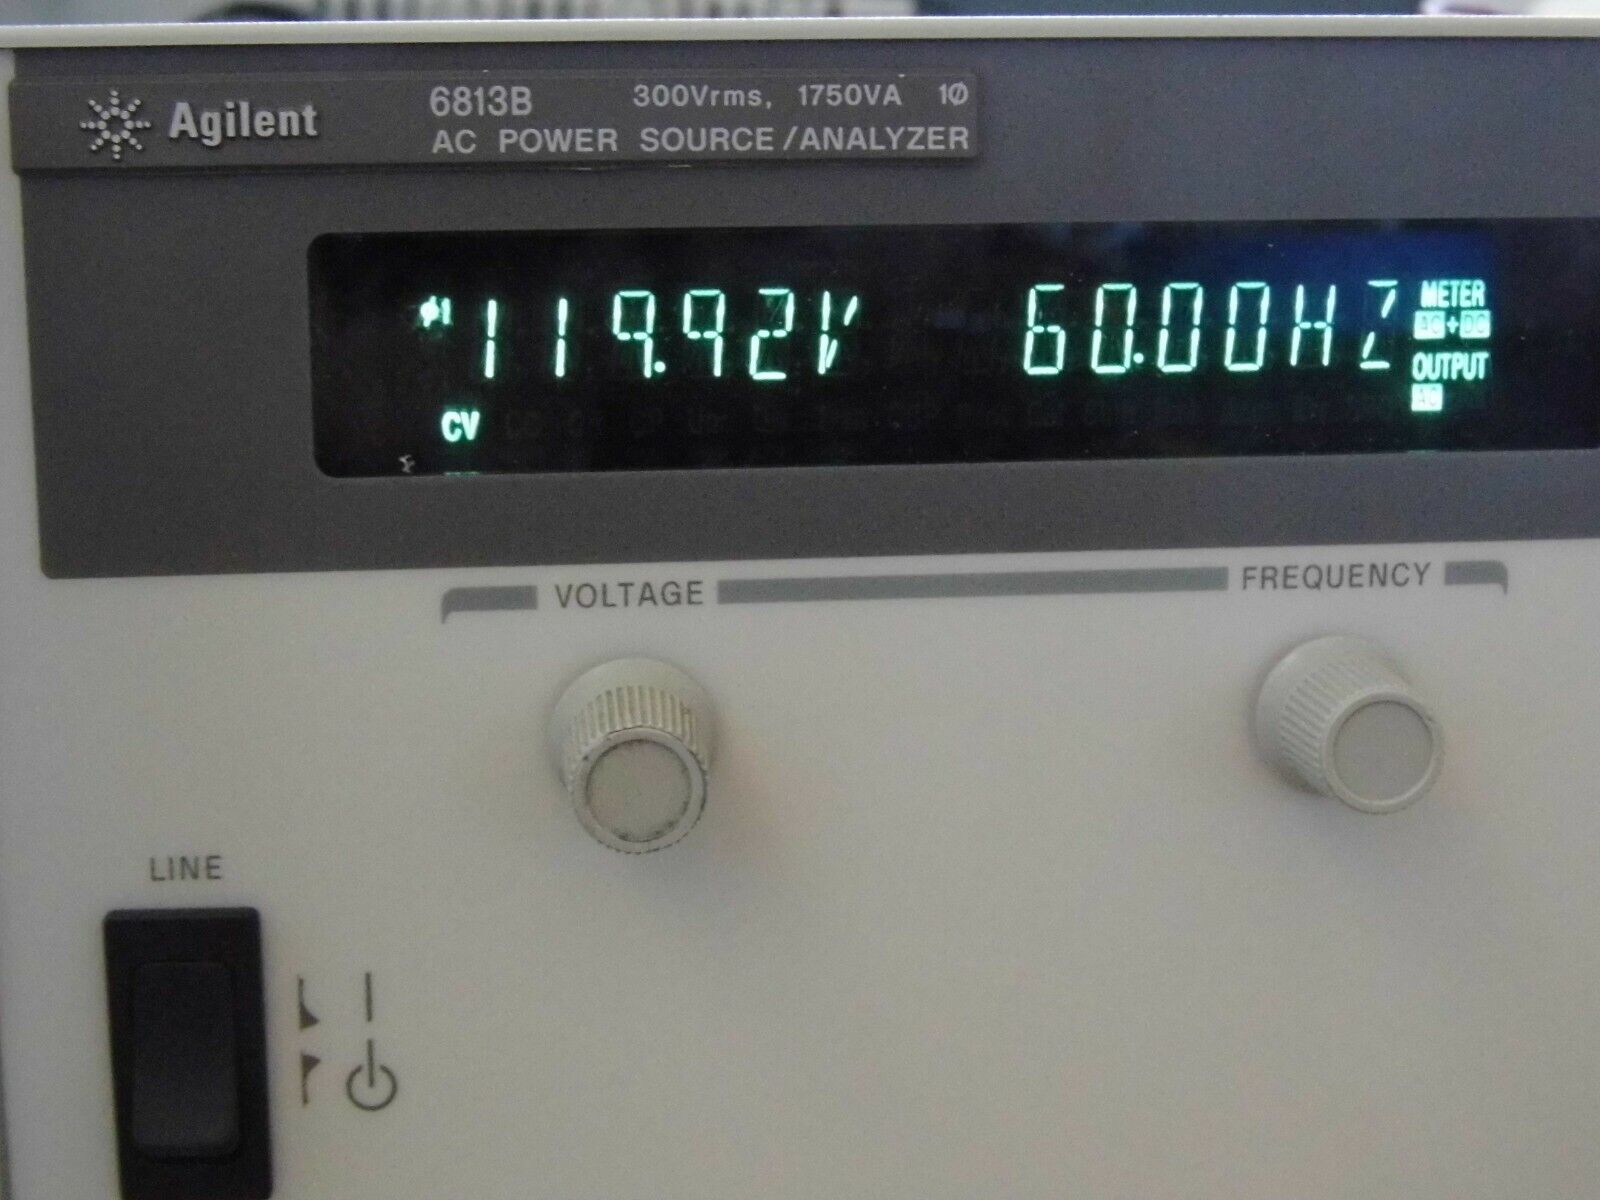 Agilent
6813B 300Vrms, 1750VA 1Ø
AC POWER SOURCE/ANALYZER
ø1 119.92V 60.00HZ
METER
AC+DC
OUTPUT
AC
CV
VOLTAGE
FREQUENCY
LINE